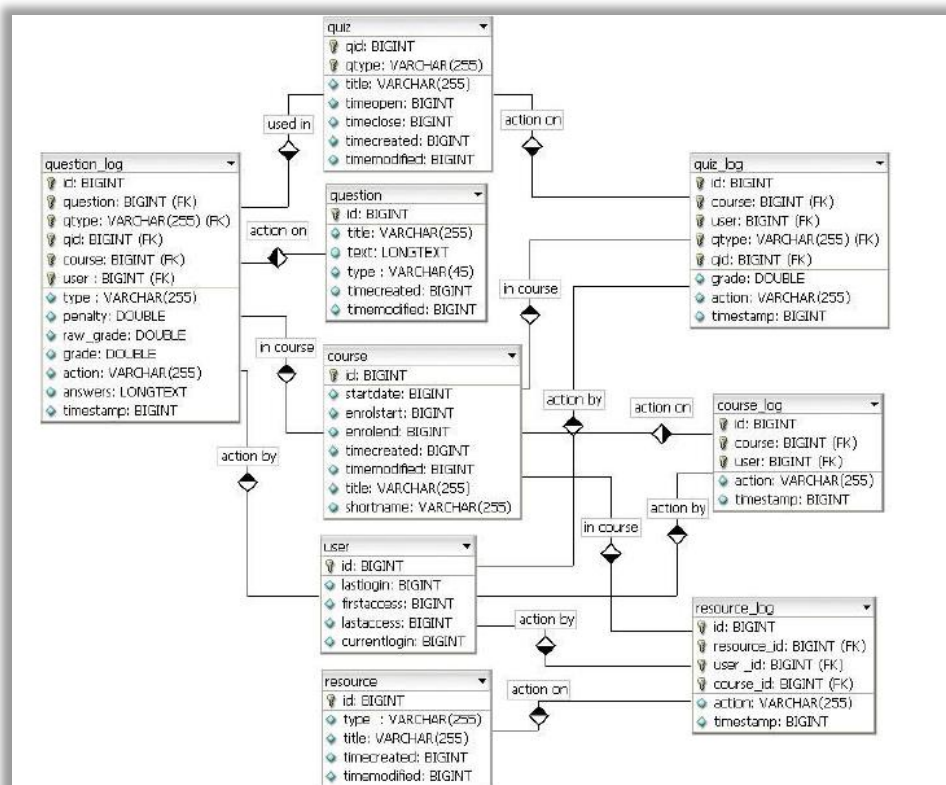 quiz
qid: BIGINT
qtype: VARCHAR(255)
title: VARCHAR(255)
timeopen: BIGINT
timeclose: BIGINT
timecreated: BIGINT
timemodified: BIGINT
used in
action on
question_log
id: BIGINT
question: BIGINT (FK)
qtype: VARCHAR(255) (FK)
qid: BIGINT (FK)
course: BIGINT (FK)
user : BIGINT (FK)
type : VARCHAR(255)
penalty: DOUBLE
raw_grade: DOUBLE
grade: DOUBLE
action: VARCHAR(255)
answers: LONGTEXT
timestamp: BIGINT
action on
question
id: BIGINT
title: VARCHAR(255)
text: LONGTEXT
type : VARCHAR(45)
timecreated: BIGINT
timemodified: BIGINT
quiz_log
id: BIGINT
course: BIGINT (FK)
user: BIGINT (FK)
qtype: VARCHAR(255) (FK)
qid: BIGINT (FK)
grade: DOUBLE
action: VARCHAR(255)
timestamp: BIGINT
in course
in course
course
id: BIGINT
startdate: BIGINT
enrolstart: BIGINT
enrolend: BIGINT
timecreated: BIGINT
timemodified: BIGINT
title: VARCHAR(255)
shortname: VARCHAR(255)
action by
action on
course_log
id: BIGINT
course: BIGINT (FK)
user: BIGINT (FK)
action: VARCHAR(255)
timestamp: BIGINT
action by
action by
in course
user
id: BIGINT
lastlogin: BIGINT
firstaccess: BIGINT
lastaccess: BIGINT
currentlogin: BIGINT
action by
resource_log
id: BIGINT
resource_id: BIGINT (FK)
user _id: BIGINT (FK)
course_id: BIGINT (FK)
action: VARCHAR(255)
timestamp: BIGINT
action on
resource
id: BIGINT
type : VARCHAR(255)
title: VARCHAR(255)
timecreated: BIGINT
timemodified: BIGINT